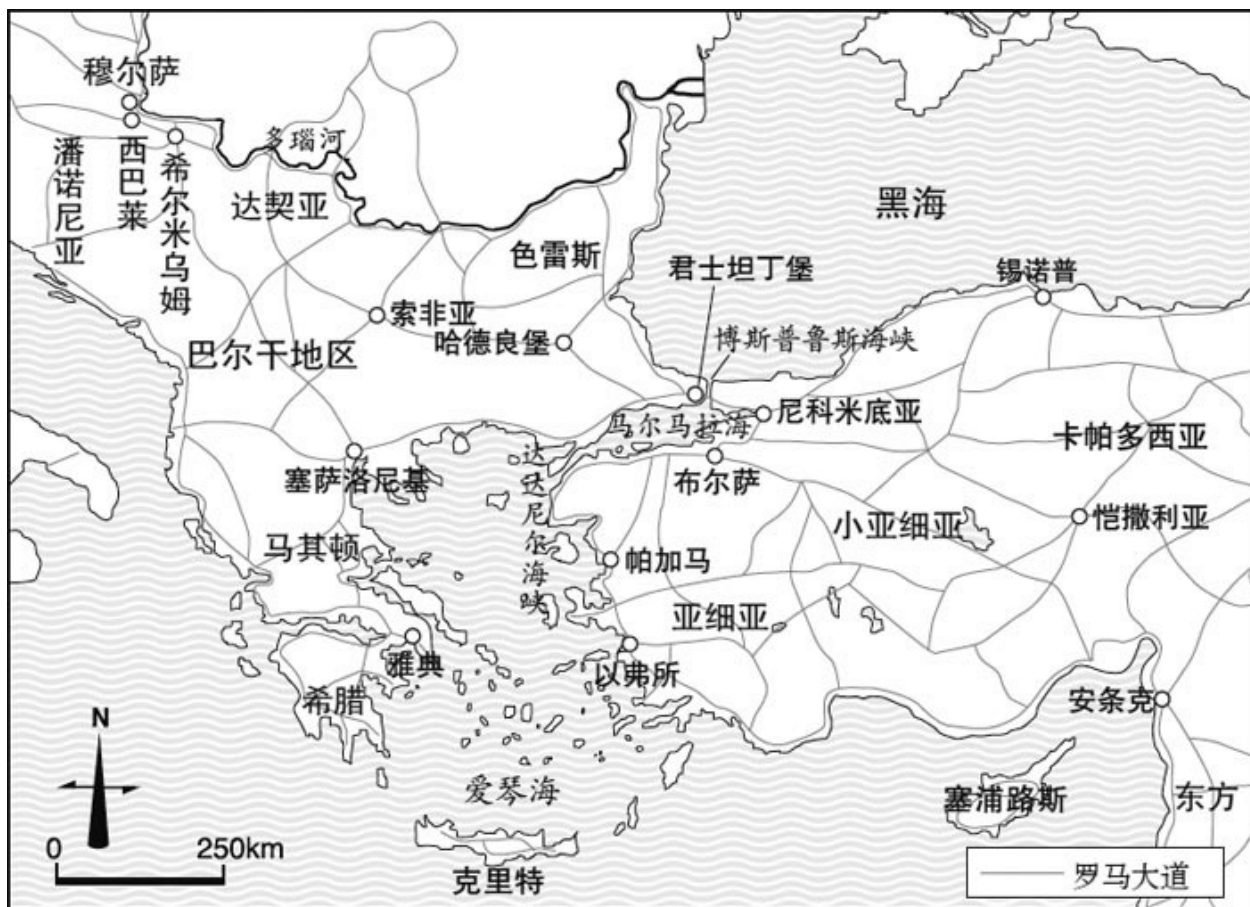 穆尔萨
潘诺尼亚
西巴莱
希尔米乌姆
多瑙河
达契亚
色雷斯
黑海
君士坦丁堡
锡诺普
索非亚
哈德良堡
博斯普鲁斯海峡
巴尔干地区
马尔马拉海
尼科米底亚
卡帕多西亚
塞萨洛尼基
达达尼尔海峡
布尔萨
小亚细亚
恺撒利亚
马其顿
帕加马
亚细亚
雅典
以弗所
希腊
安条克
N
爱琴海
塞浦路斯
东方
0
250km
克里特
罗马大道